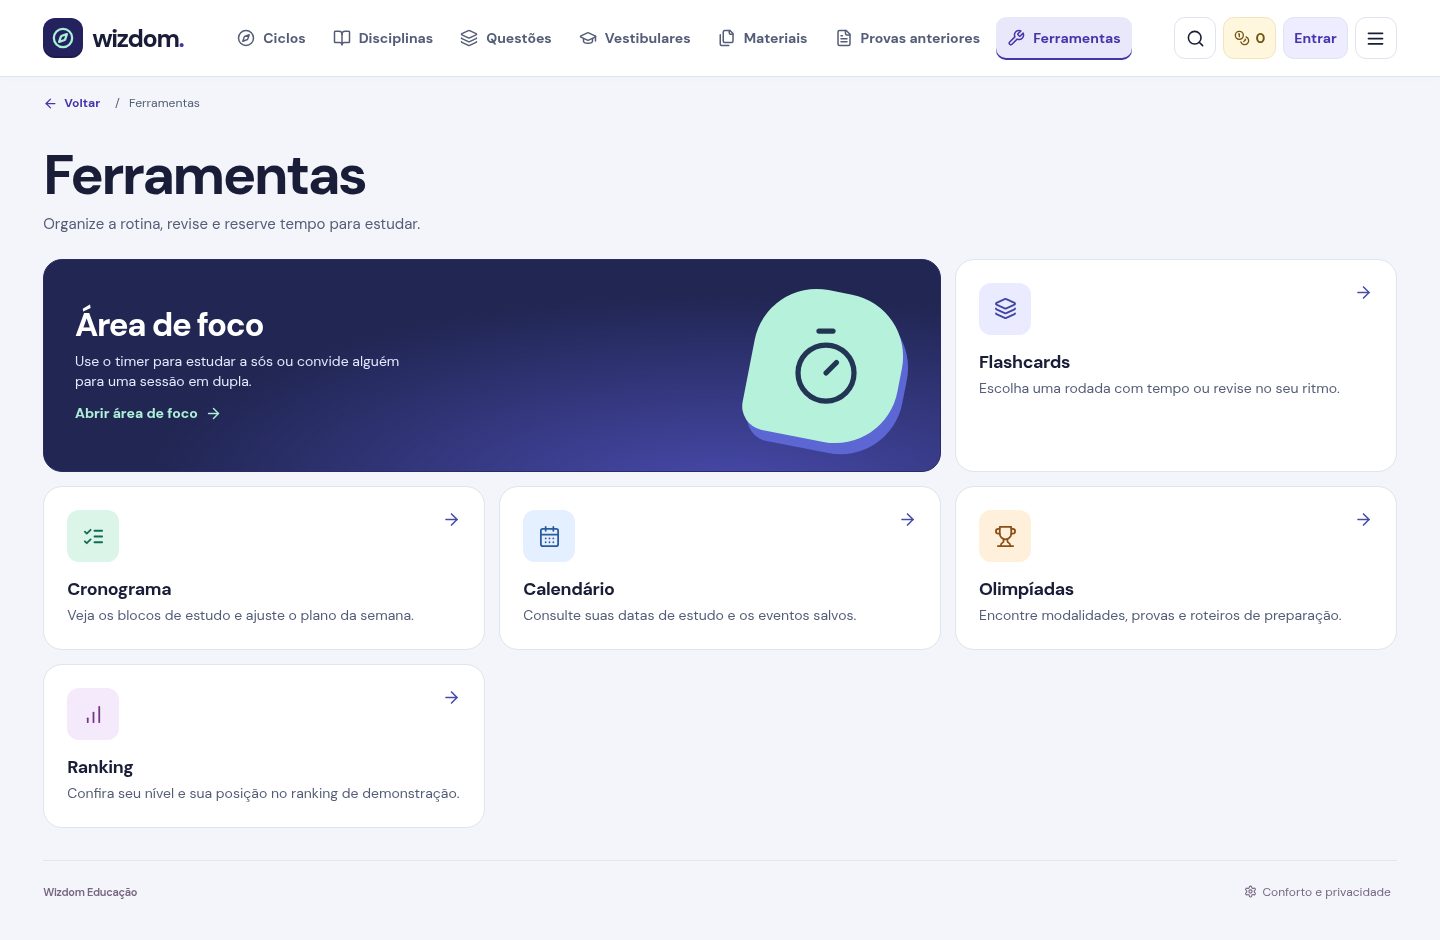 wizdom.
Ciclos
Disciplinas
Questões
Vestibulares
Materiais
Provas anteriores
Ferramentas
0
Entrar
Voltar / Ferramentas
Ferramentas
Organize a rotina, revise e reserve tempo para estudar.
Área de foco
Use o timer para estudar a sós ou convide alguém
para uma sessão em dupla.
Abrir área de foco
Flashcards
Escolha uma rodada com tempo ou revise no seu ritmo.
Cronograma
Veja os blocos de estudo e ajuste o plano da semana.
Calendário
Consulte suas datas de estudo e os eventos salvos.
Olimpíadas
Encontre modalidades, provas e roteiros de preparação.
Ranking
Confira seu nível e sua posição no ranking de demonstração.
Wizdom Educação
Conforto e privacidade